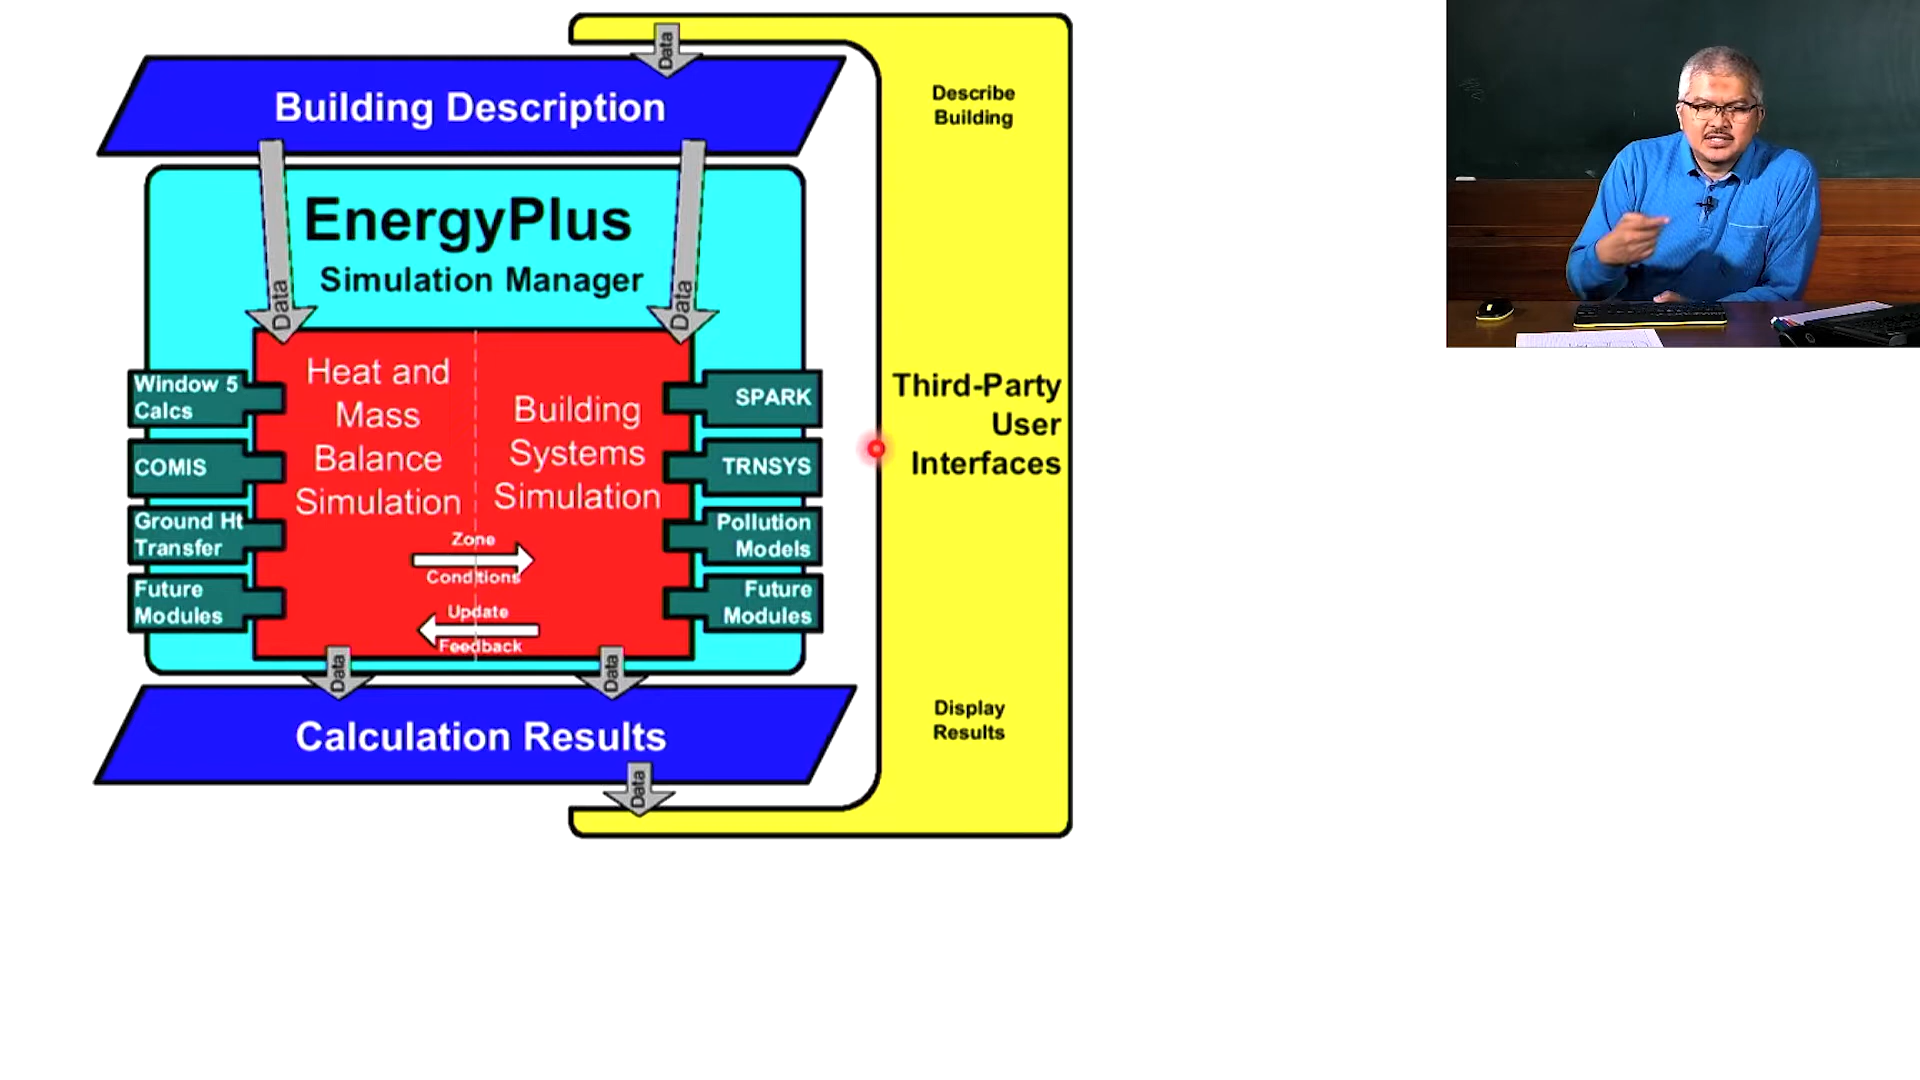 Data
Building Description
Describe
Building
EnergyPlus
Simulation Manager
Data
Data
Heat and
Mass
Balance
Simulation
Building
Systems
Simulation
Window 5
Calcs
COMIS
Ground Ht
Transfer
Future
Modules
SPARK
TRNSYS
Pollution
Models
Future
Modules
Zone
Conditions
Update
Feedback
Third-Party
User
Interfaces
Data
Data
Calculation Results
Display
Results
Data